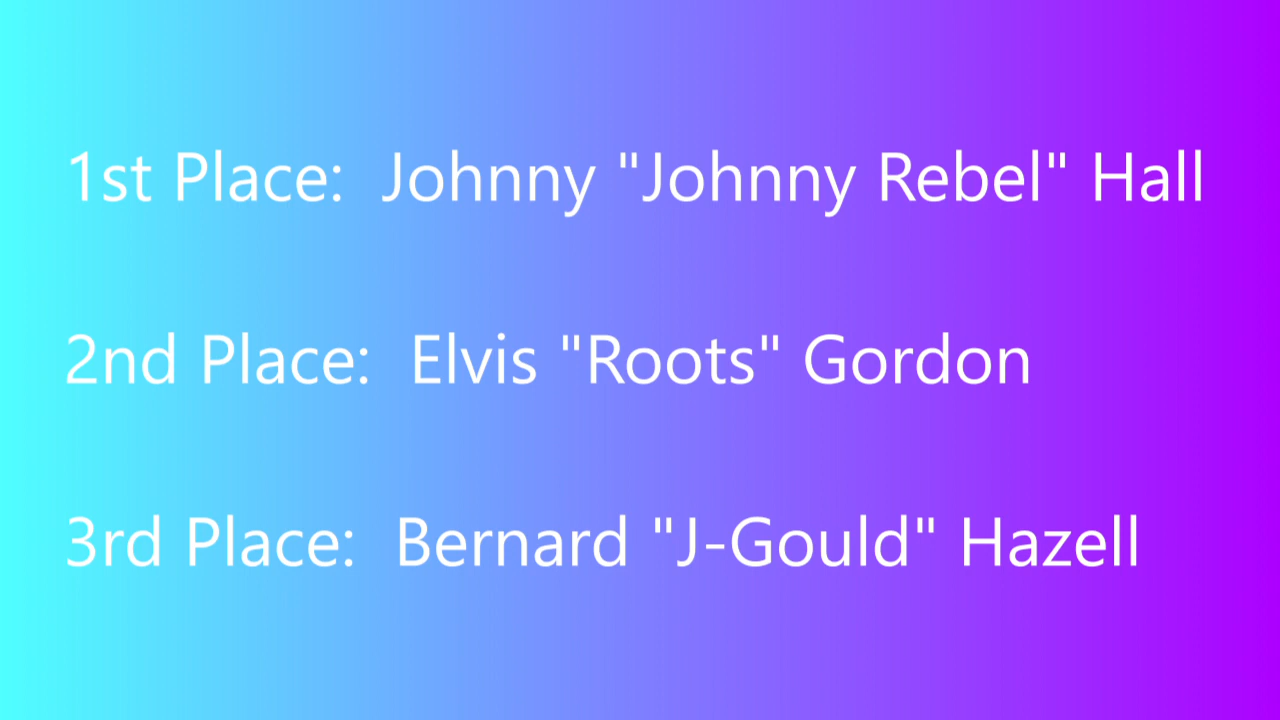 1st Place:  Johnny "Johnny Rebel" Hall
2nd Place:  Elvis "Roots" Gordon
3rd Place:  Bernard "J-Gould" Hazell